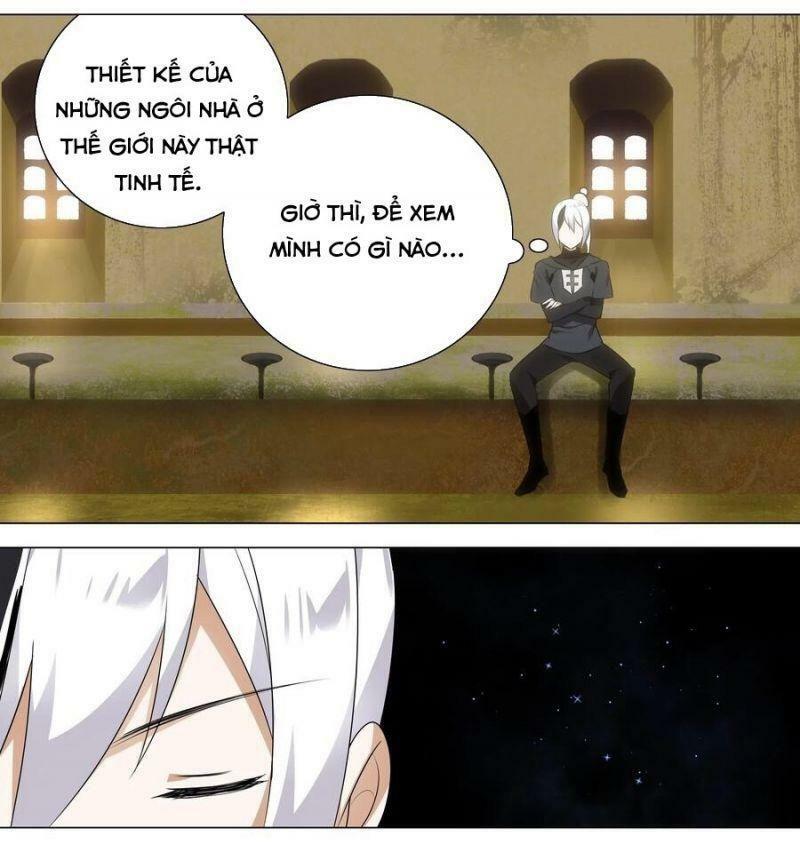 THIẾT KẾ CỦA
NHỮNG NGÔI NHÀ Ở
THẾ GIỚI NÀY THẬT
TINH TẾ.
GIỜ THÌ, ĐỂ XEM
MÌNH CÓ GÌ NÀO...